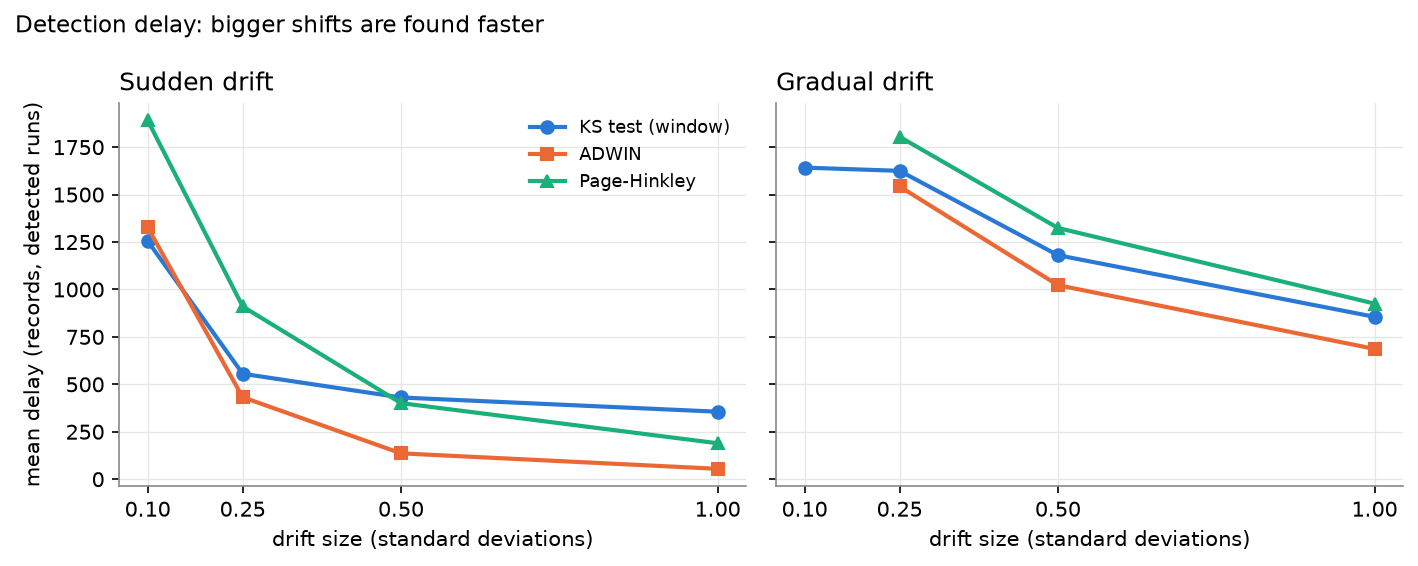 Detection delay: bigger shifts are found faster
Sudden drift
Gradual drift
mean delay (records, detected runs)
1750
1500
1250
1000
750
500
250
0
KS test (window)
ADWIN
Page-Hinkley
0.10 0.25 0.50 1.00
drift size (standard deviations)
0.10 0.25 0.50 1.00
drift size (standard deviations)